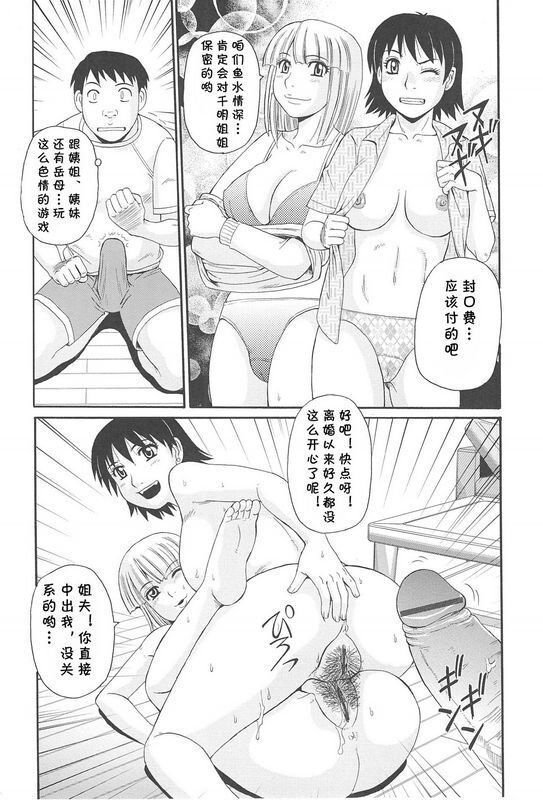 咱们鱼水情深…
肯定会对千明姐姐
保密的哟
跟姨姐、姨妹
还有岳母…玩
这么色情的游戏
封口费…
应该付的吧
好吧！快点呀！
离婚以来好久都没
这么开心了呢！
姐夫！你直接
中出我，没关
系的哟…